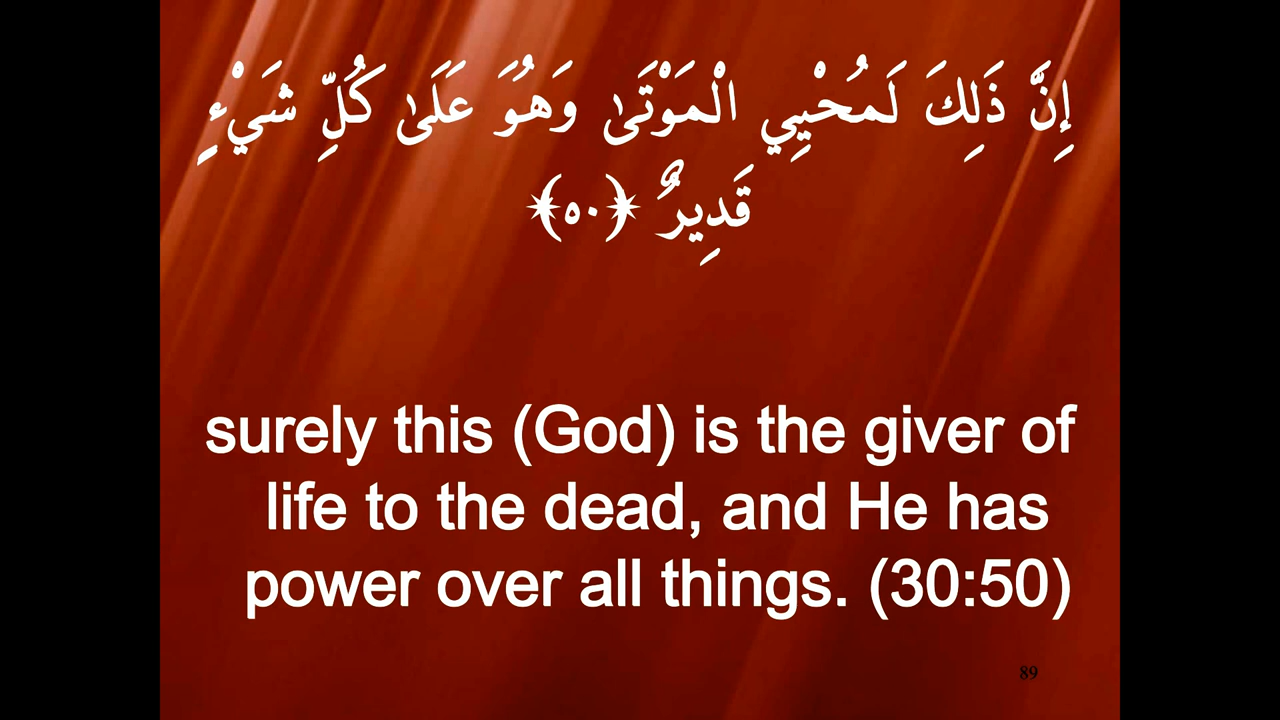 إِنَّ ذَٰلِكَ لَمُحْيِي الْمَوْتَىٰ وَهُوَ عَلَىٰ كُلِّ شَيْءٍ
قَدِيرٌ ﴿٥٠﴾
surely this (God) is the giver of
life to the dead, and He has
power over all things. (30:50)
89